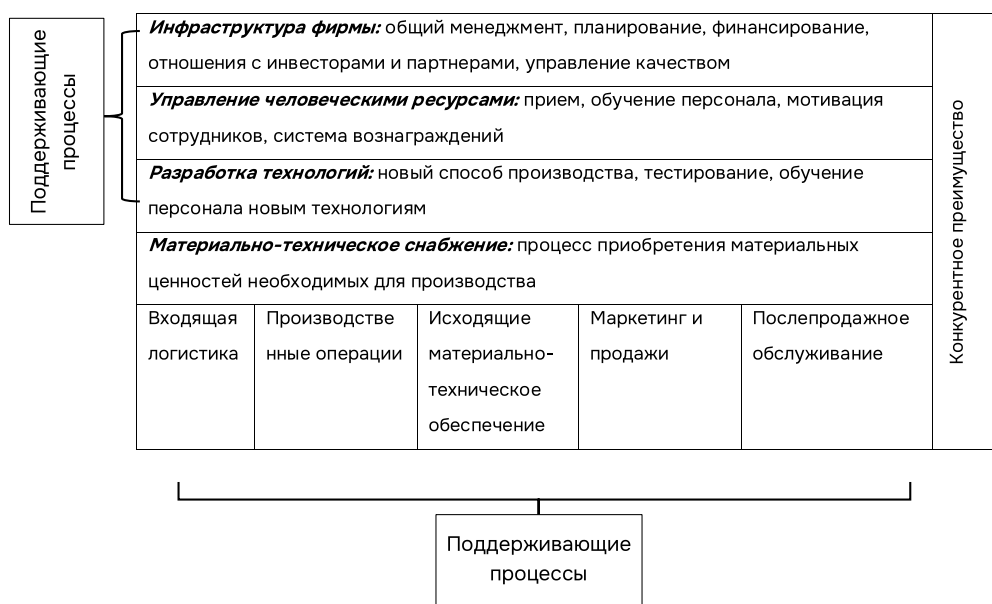 Поддерживающие
процессы
Инфраструктура фирмы: общий менеджмент, планирование, финансирование,
отношения с инвесторами и партнерами, управление качеством
Управление человеческими ресурсами: прием, обучение персонала, мотивация
сотрудников, система вознаграждений
Разработка технологий: новый способ производства, тестирование, обучение
персонала новым технологиям
Материально-техническое снабжение: процесс приобретения материальных
ценностей необходимых для производства
Входящая
логистика
Производстве
нные операции
Исходящие
материально-
техническое
обеспечение
Маркетинг и
продажи
Послепродажное
обслуживание
Конкурентное преимущество
Поддерживающие
процессы